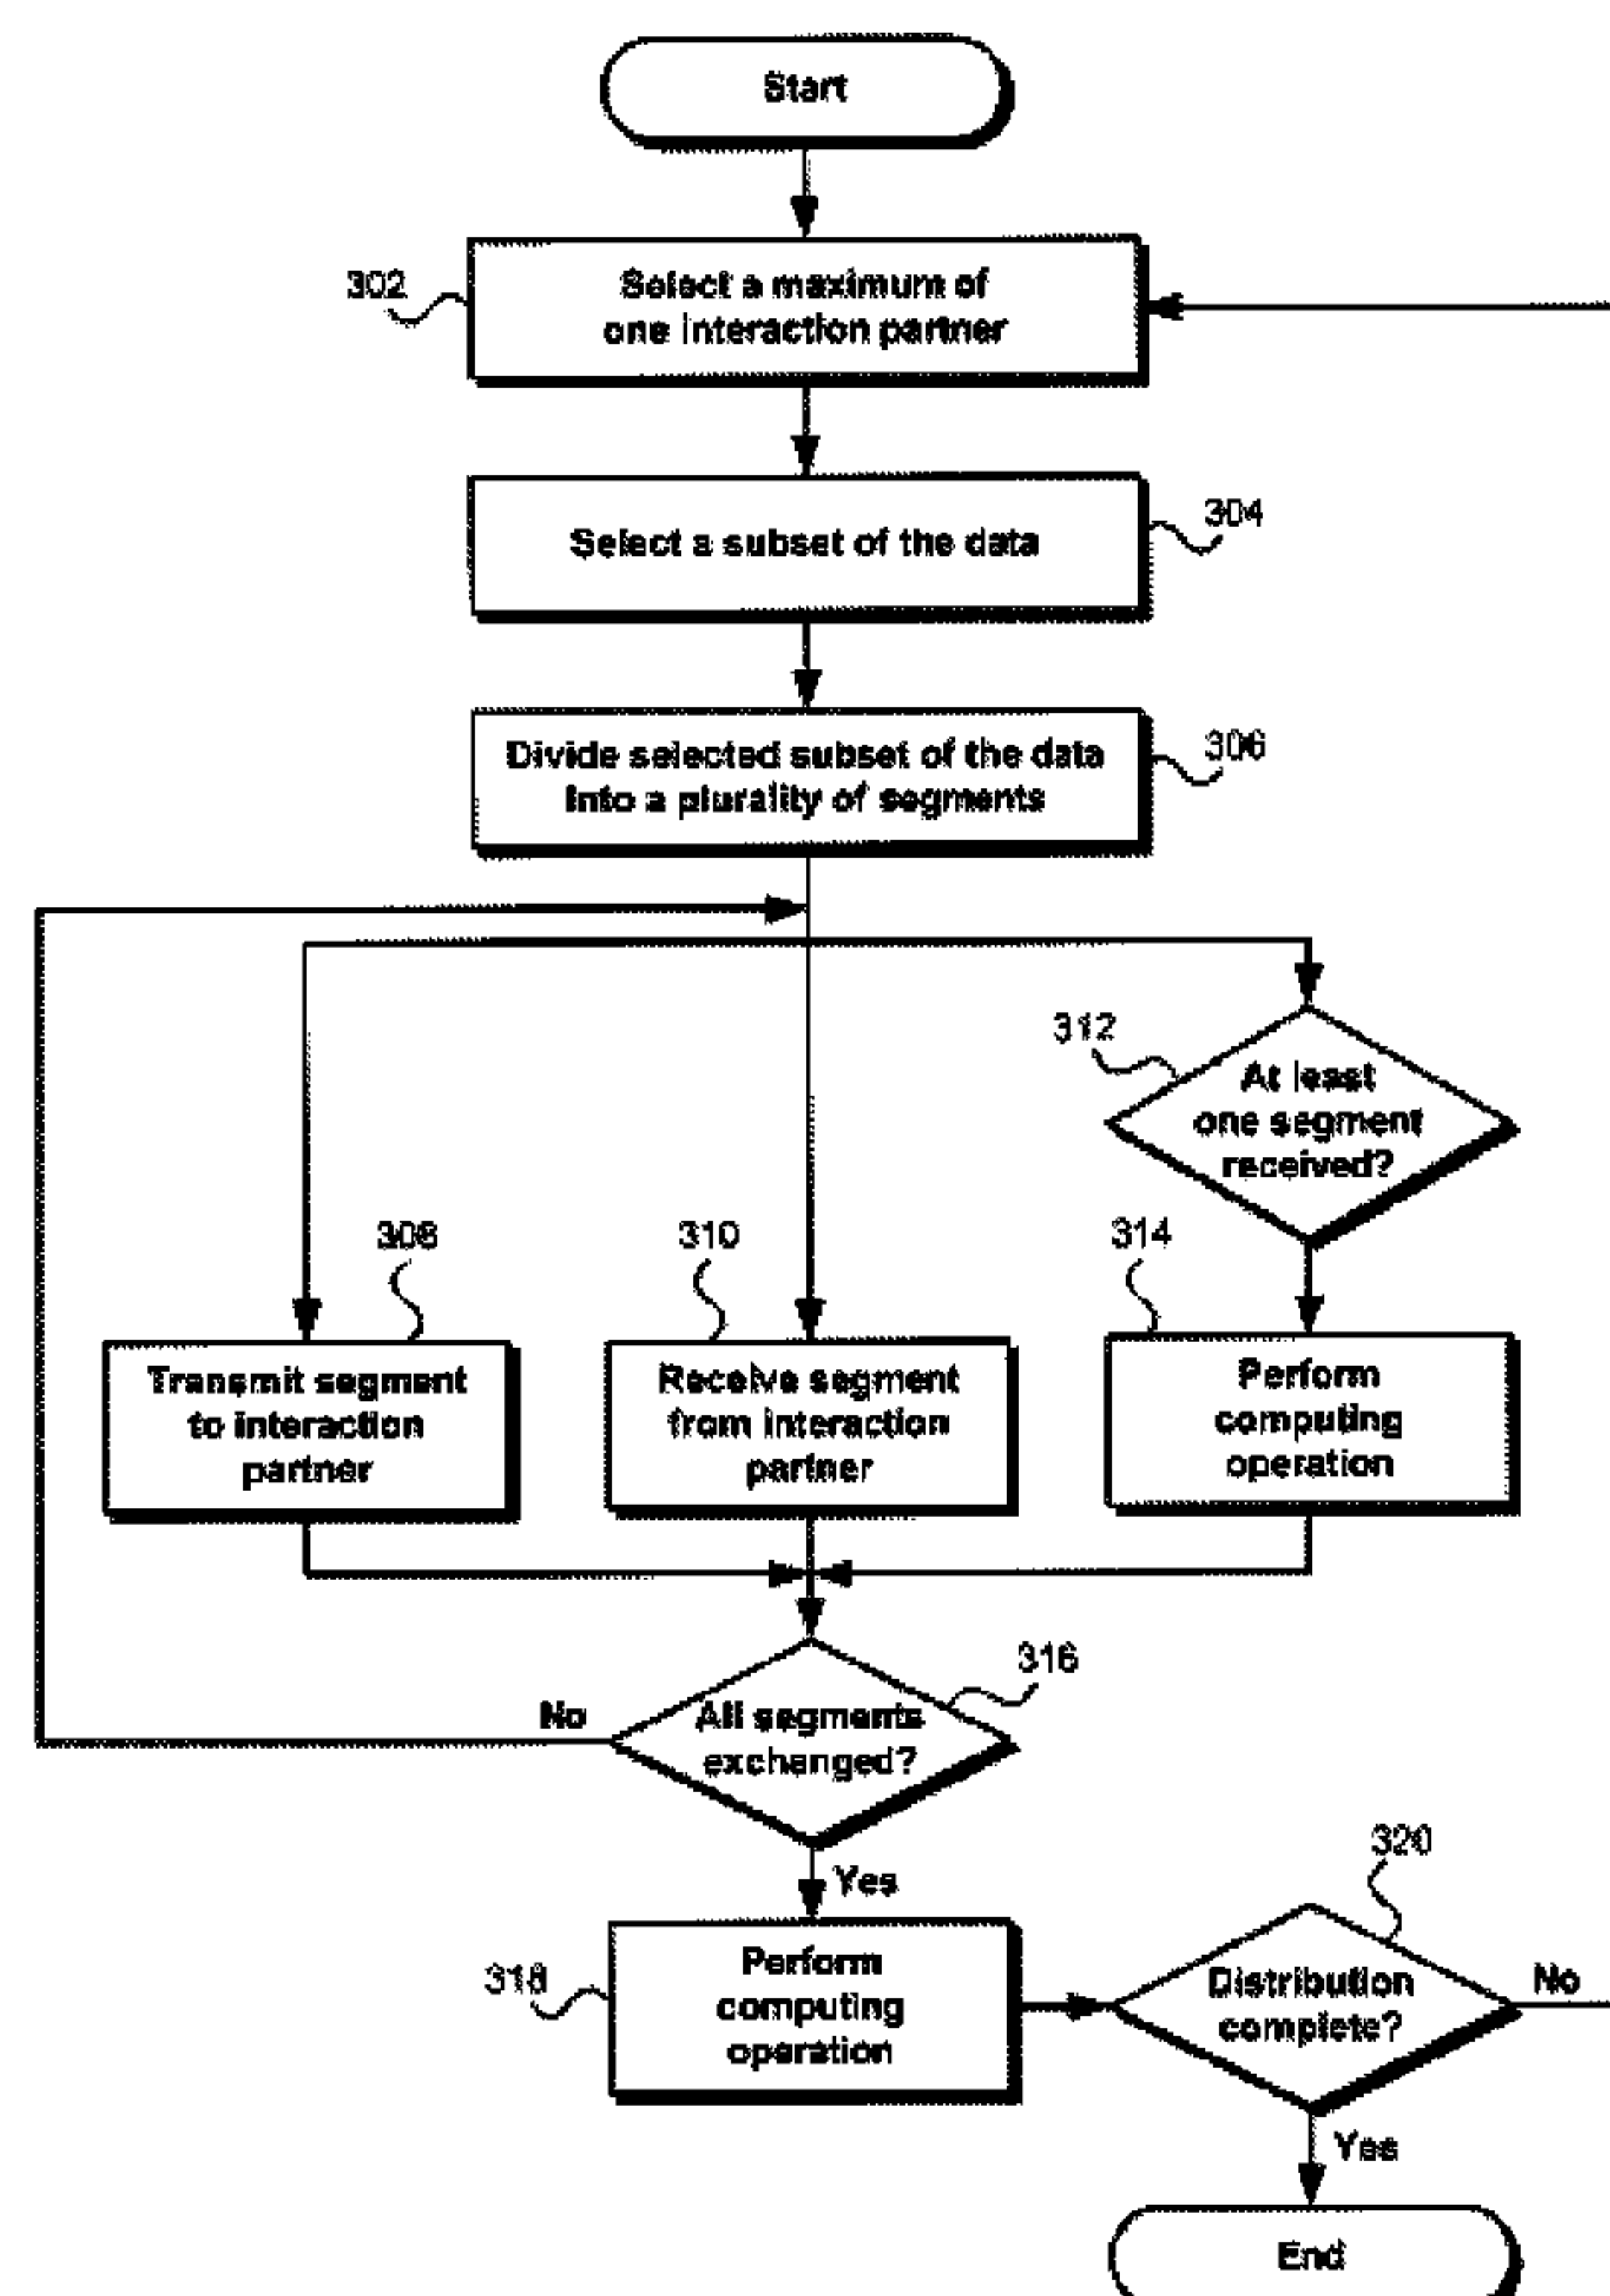 Start
302
Select a maximum of
one interaction partner
304
Select a subset of the data
306
Divide selected subset of the data
into a plurality of segments
312
At least
one segment
received?
308
310
314
Transmit segment
to interaction
partner
Receive segment
from interaction
partner
Perform
computing
operation
316
No
All segments
exchanged?
Yes
320
318
Perform
computing
operation
Distribution
complete?
No
Yes
End